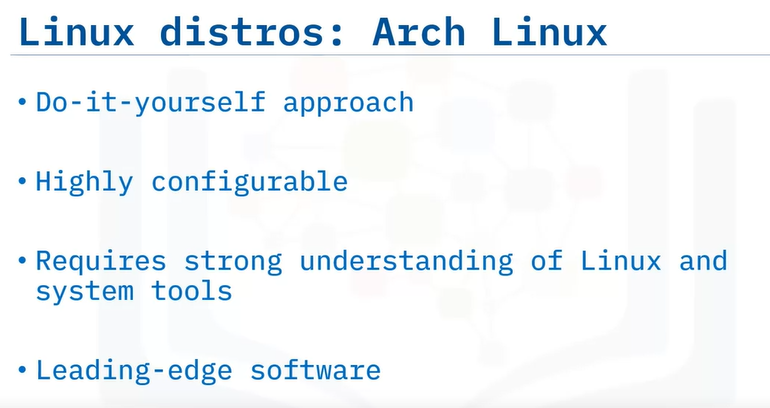 Linux distros: Arch Linux
• Do-it-yourself approach
• Highly configurable
• Requires strong understanding of Linux and
system tools
• Leading-edge software